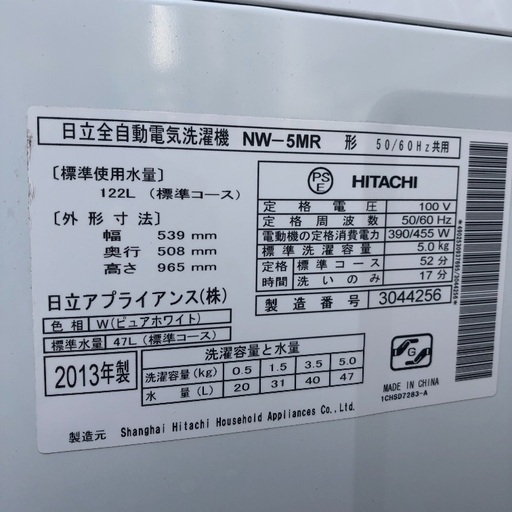 日立全自動電気洗濯機 NW-5MR 形 50/60Hz共用
[標準使用水量]
122L (標準コース)
[外形寸法]
幅 539 mm
奥行 508 mm
高さ 965 mm
日立アプライアンス(株)
色相 W(ピュアホワイト)
標準水量 47L (標準コース)
PS E HITACHI
定格電圧 100 V
定格周波数 50/60 Hz
電動機の定格消費電力 390/455 W
標準洗濯容量 5.0kg
定格時間 標準コース 52分
洗いのみ 17分
製造番号 3044256
2013年製
洗濯容量と水量
洗濯容量(kg) 0.5 1.5 3.5 5.0
水量(L) 20 31 40 47
G
MADE IN CHINA
1CHSD7283-A
製造元 Shanghai Hitachi Household Appliances Co.,Ltd.